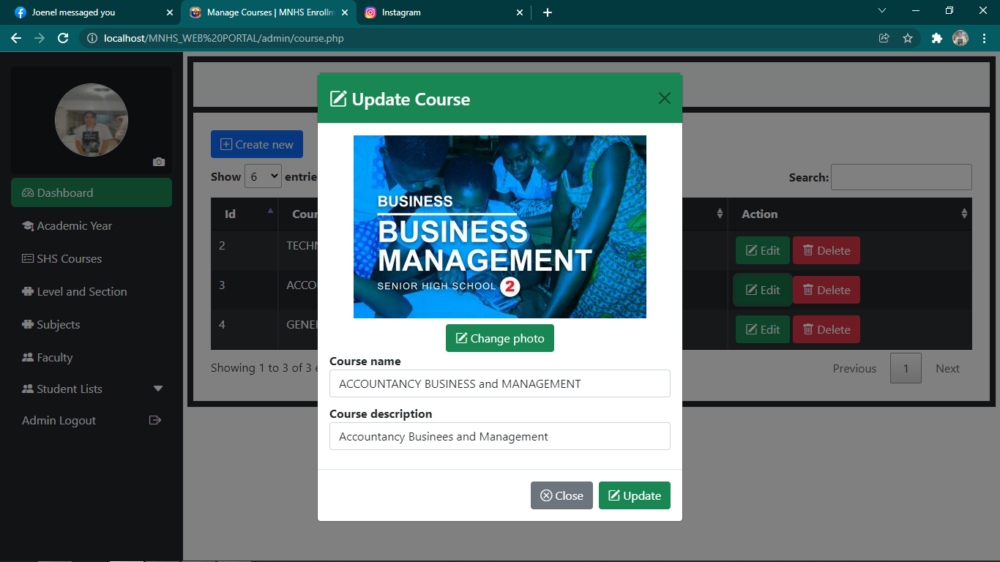 Joenel messaged you
Manage Courses | MNHS Enrollm
Instagram
localhost/MNHS_WEB%20PORTAL/admin/course.php
Dashboard
Academic Year
SHS Courses
Level and Section
Subjects
Faculty
Student Lists
Admin Logout
Create new
Show 6 entrie
Search:
Id
Cour
Action
2
TECHN
Edit
Delete
3
ACCOU
Edit
Delete
4
GENER
Edit
Delete
Showing 1 to 3 of 3 e
Previous
1
Next
Update Course
BUSINESS
BUSINESS
MANAGEMENT
SENIOR HIGH SCHOOL 2
Change photo
Course name
ACCOUNTANCY BUSINESS and MANAGEMENT
Course description
Accountancy Businees and Management
Close
Update